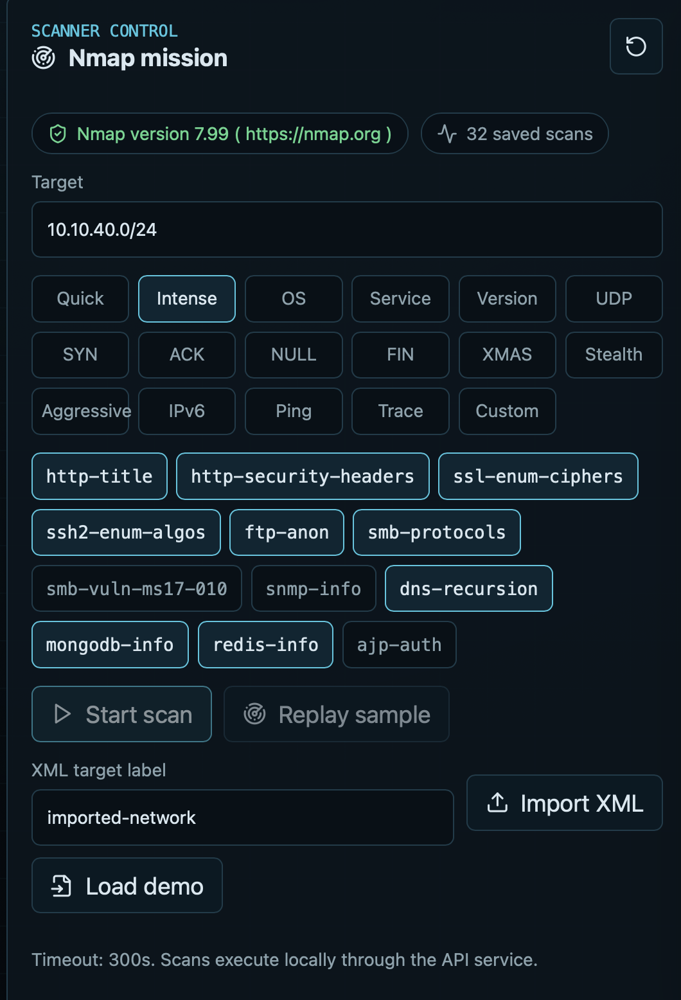 SCANNER CONTROL
Nmap mission
Nmap version 7.99 ( https://nmap.org ) 32 saved scans
Target
10.10.40.0/24
Quick Intense OS Service Version UDP
SYN ACK NULL FIN XMAS Stealth
Aggressive IPv6 Ping Trace Custom
http-title http-security-headers ssl-enum-ciphers
ssh2-enum-algos ftp-anon smb-protocols
smb-vuln-ms17-010 snmp-info dns-recursion
mongodb-info redis-info ajp-auth
Start scan Replay sample
XML target label
imported-network Import XML
Load demo
Timeout: 300s. Scans execute locally through the API service.